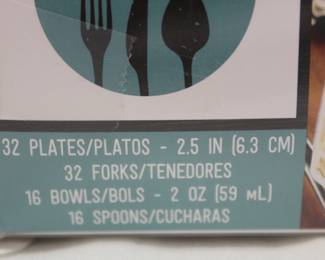 32 PLATES/PLATOS - 2.5 IN (6.3 CM)
32 FORKS/TENEDORES
16 BOWLS/BOLS - 2 OZ (59 mL)
16 SPOONS/CUCHARAS